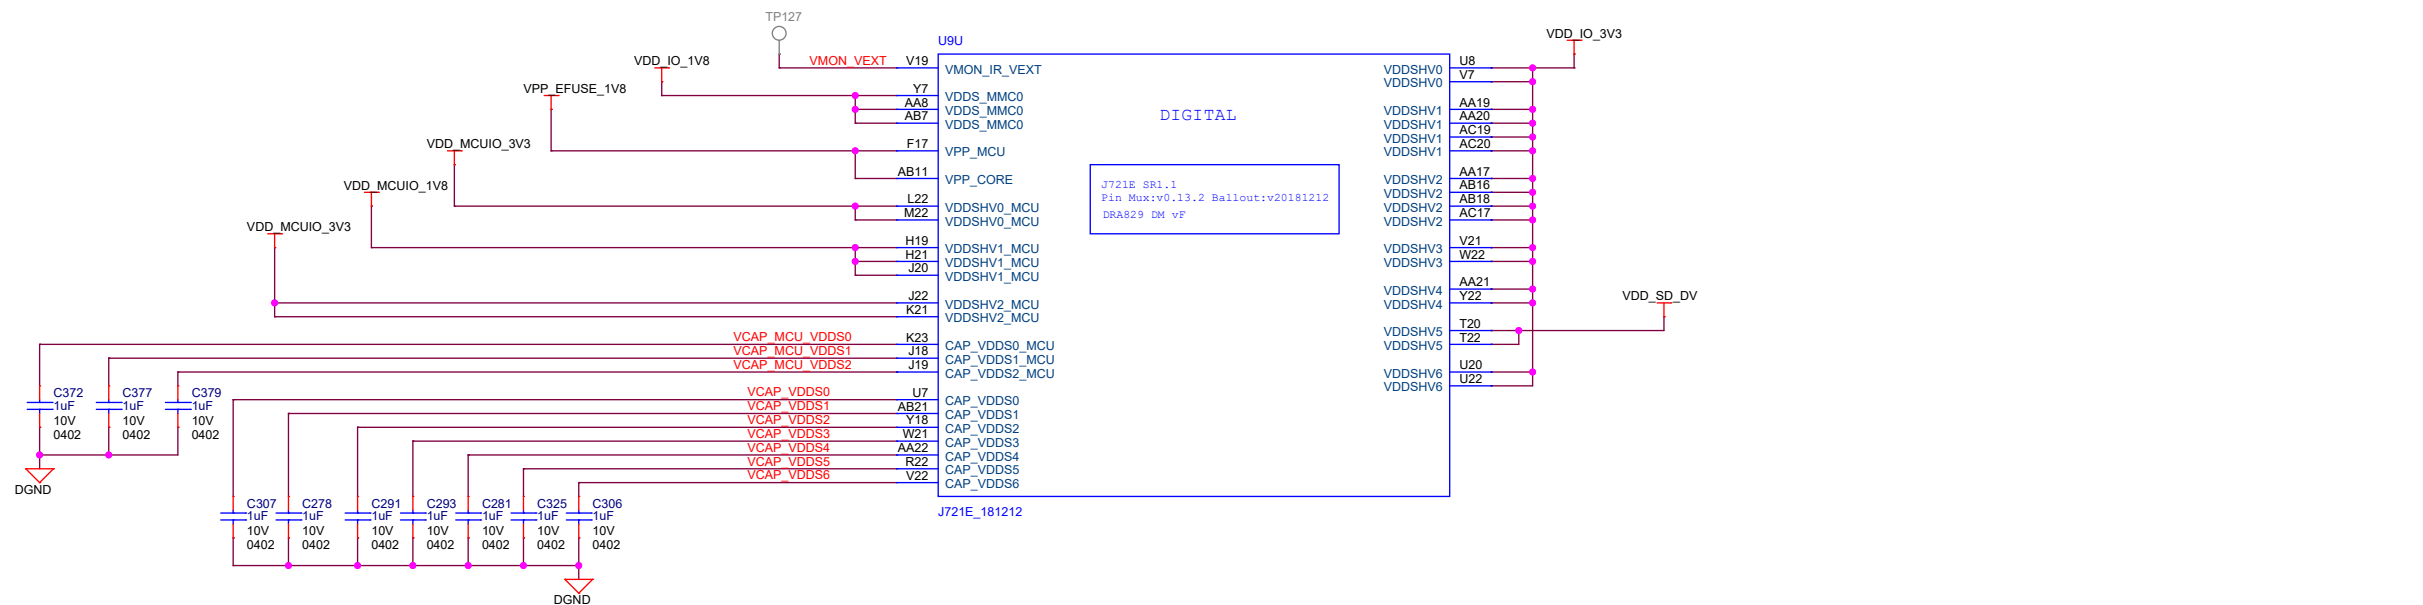 TP127
U9U
VDD_IO_3V3
VDD_IO_1V8
VMON_VEXT
V19
VMON_IR_VEXT
VDDSHV0
U8
VDDSHV0
V7
VPP_EFUSE_1V8
Y7
VDDS_MMC0
AA8
VDDS_MMC0
AB7
VDDS_MMC0
DIGITAL
VDDSHV1
AA19
VDDSHV1
AA20
VDDSHV1
AC19
VDDSHV1
AC20
VDD_MCUIO_3V3
F17
VPP_MCU
AB11
VPP_CORE
VDD_MCUIO_1V8
J721E SR1.1
Pin Mux:v0.13.2 Ballout:v20181212
DRA829 DM vF
VDDSHV2
AA17
VDDSHV2
AB16
VDDSHV2
AB18
VDDSHV2
AC17
L22
VDDSHV0_MCU
M22
VDDSHV0_MCU
VDD_MCUIO_3V3
H19
VDDSHV1_MCU
H21
VDDSHV1_MCU
J20
VDDSHV1_MCU
VDDSHV3
V21
VDDSHV3
W22
J22
VDDSHV2_MCU
K21
VDDSHV2_MCU
VDDSHV4
AA21
VDDSHV4
Y22
VDD_SD_DV
VDDSHV5
T20
VDDSHV5
T22
VCAP_MCU_VDDS0
K23
CAP_VDDS0_MCU
VCAP_MCU_VDDS1
J18
CAP_VDDS1_MCU
VCAP_MCU_VDDS2
J19
CAP_VDDS2_MCU
VDDSHV6
U20
VDDSHV6
U22
C372
1uF
10V
0402
C377
1uF
10V
0402
C379
1uF
10V
0402
VCAP_VDDS0
U7
CAP_VDDS0
VCAP_VDDS1
AB21
CAP_VDDS1
VCAP_VDDS2
Y18
CAP_VDDS2
VCAP_VDDS3
W21
CAP_VDDS3
VCAP_VDDS4
AA22
CAP_VDDS4
VCAP_VDDS5
R22
CAP_VDDS5
VCAP_VDDS6
V22
CAP_VDDS6
DGND
C307
1uF
10V
0402
C278
1uF
10V
0402
C291
1uF
10V
0402
C293
1uF
10V
0402
C281
1uF
10V
0402
C325
1uF
10V
0402
C306
1uF
10V
0402
J721E_181212
DGND